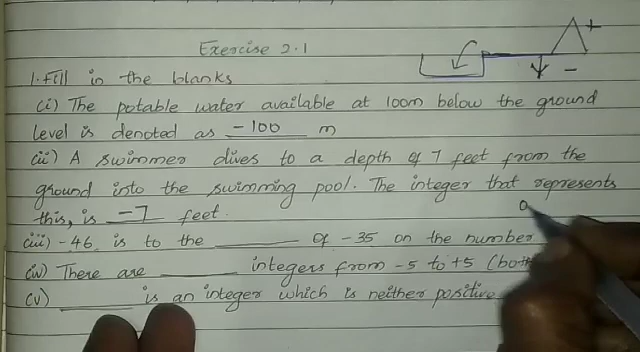 Exercise 2.1
1. Fill in the blanks
(i) The potable water available at 100m below the ground
level is denoted as -100 m
(ii) A swimmer dives to a depth of 7 feet from the
ground into the swimming pool. The integer that represents
this, is -7 feet.
(iii) -46 is to the ______ of -35 on the number
(iv) There are ______ integers from -5 to +5 (both
(v) ______ is an integer which is neither positive
+
-